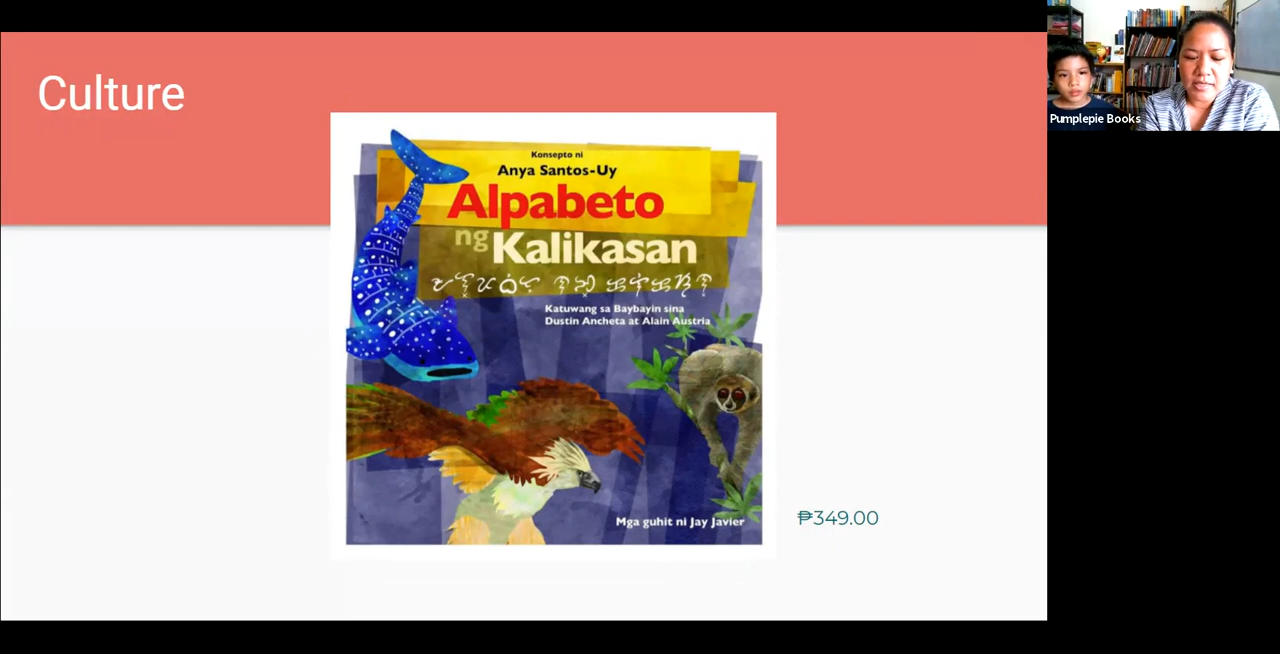 Culture
Konsepto ni
Anya Santos-Uy
Alpabeto
ng Kalikasan
Katuwang sa Baybayin sina
Dustin Ancheta at Alain Austria
Mga guhit ni Jay Javier
₱349.00
Pumplepie Books